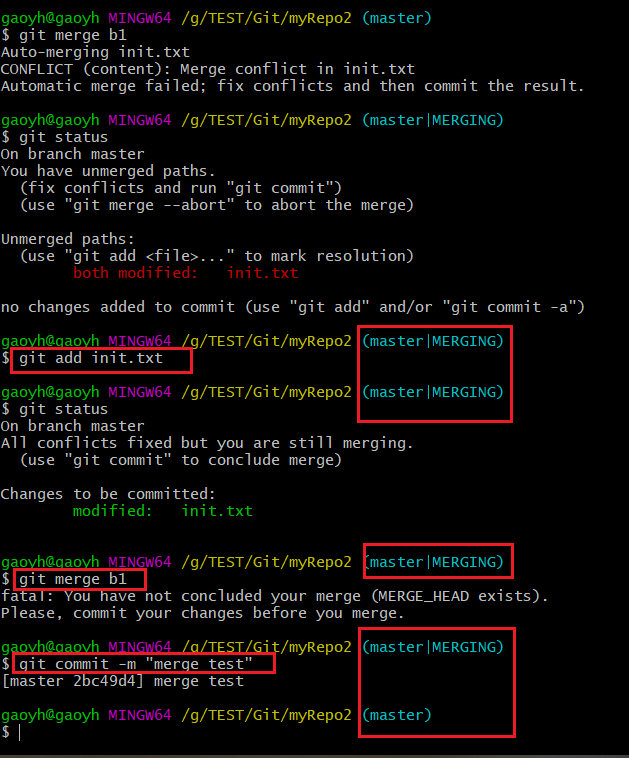 gaoyh@gaoyh MINGW64 /g/TEST/Git/myRepo2 (master)
$ git merge b1
Auto-merging init.txt
CONFLICT (content): Merge conflict in init.txt
Automatic merge failed; fix conflicts and then commit the result.
gaoyh@gaoyh MINGW64 /g/TEST/Git/myRepo2 (master|MERGING)
$ git status
On branch master
You have unmerged paths.
(fix conflicts and run "git commit")
(use "git merge --abort" to abort the merge)
Unmerged paths:
(use "git add <file>..." to mark resolution)
both modified: init.txt
no changes added to commit (use "git add" and/or "git commit -a")
gaoyh@gaoyh MINGW64 /g/TEST/Git/myRepo2 (master|MERGING)
$ git add init.txt
gaoyh@gaoyh MINGW64 /g/TEST/Git/myRepo2 (master|MERGING)
$ git status
On branch master
All conflicts fixed but you are still merging.
(use "git commit" to conclude merge)
Changes to be committed:
modified: init.txt
gaoyh@gaoyh MINGW64 /g/TEST/Git/myRepo2 (master|MERGING)
$ git merge b1
fatal: You have not concluded your merge (MERGE_HEAD exists).
Please, commit your changes before you merge.
gaoyh@gaoyh MINGW64 /g/TEST/Git/myRepo2 (master|MERGING)
$ git commit -m "merge test"
[master 2bc49d4] merge test
gaoyh@gaoyh MINGW64 /g/TEST/Git/myRepo2 (master)
$